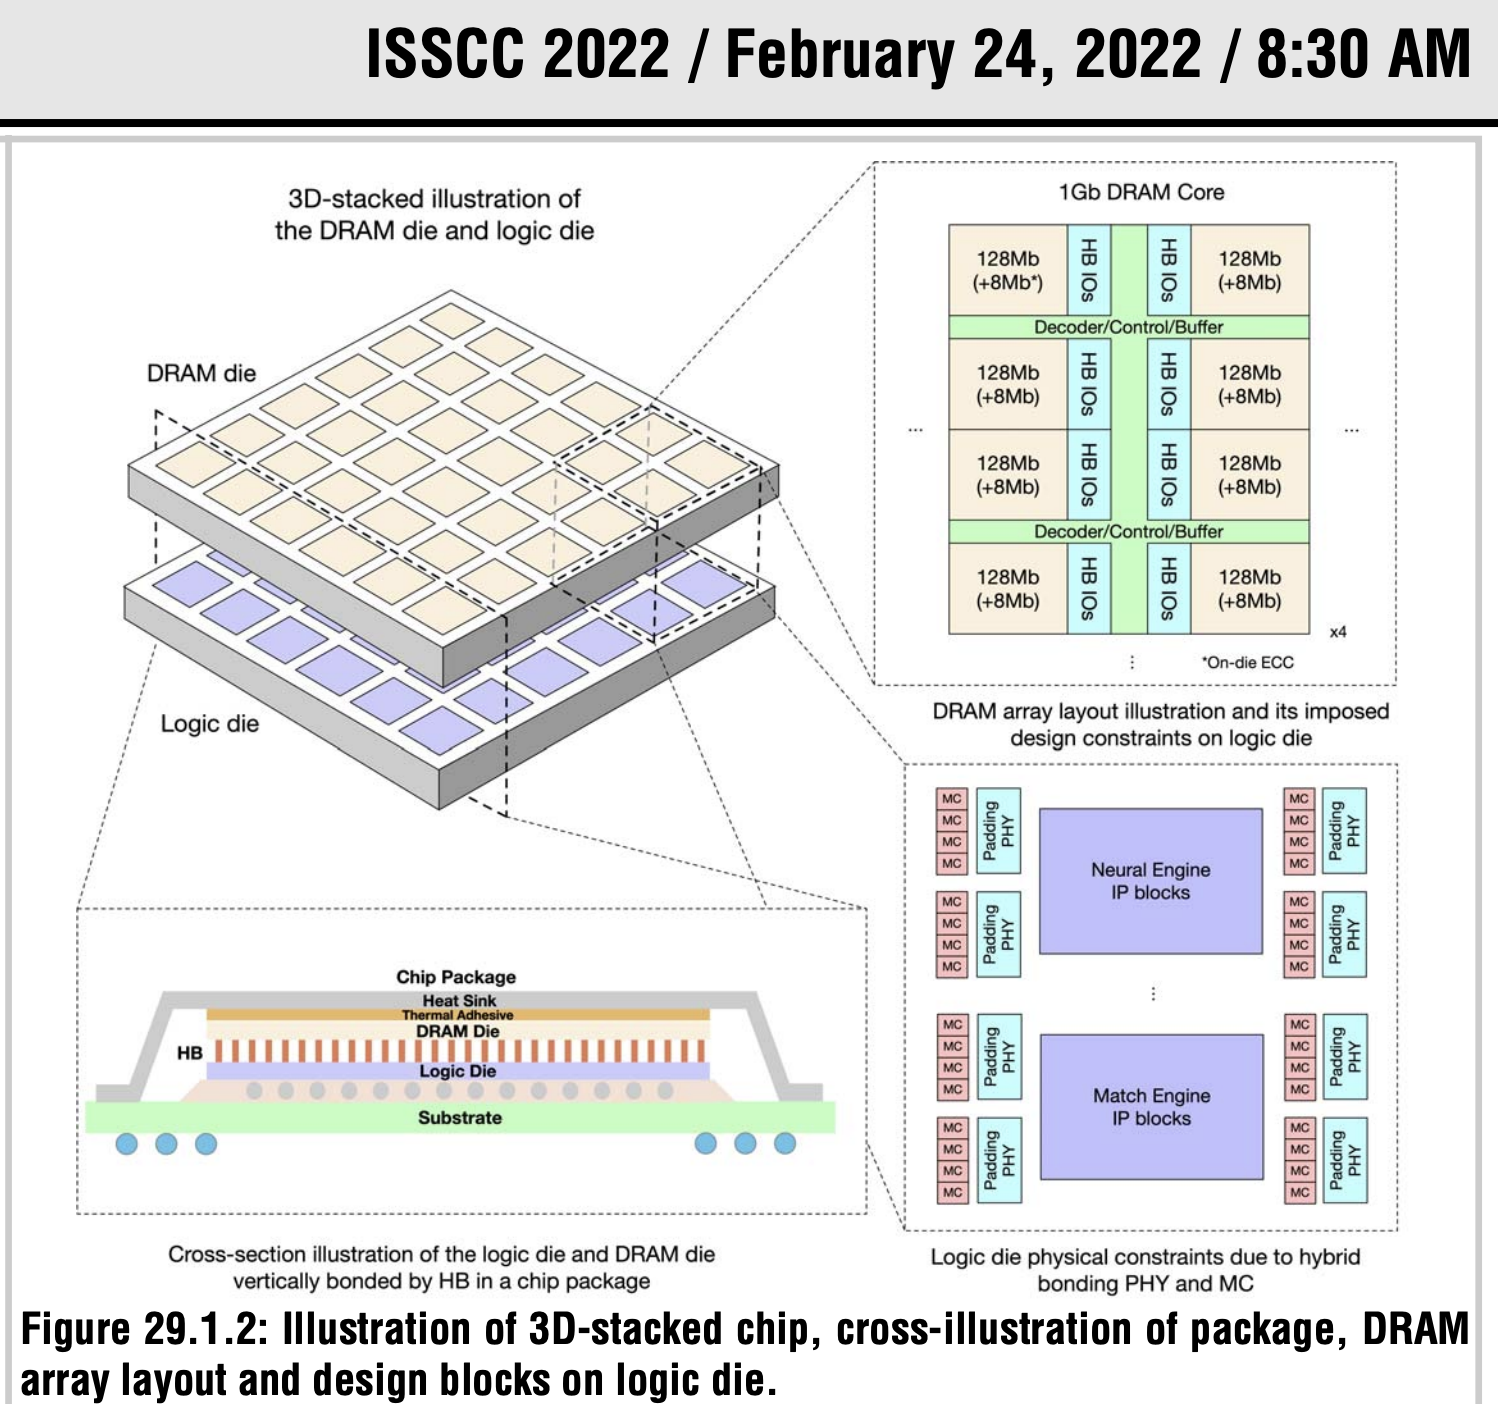 ISSCC 2022 / February 24, 2022 / 8:30 AM
3D-stacked illustration of
the DRAM die and logic die
DRAM die
Logic die
1Gb DRAM Core
128Mb
(+8Mb*)
HB IOs
HB IOs
128Mb
(+8Mb)
Decoder/Control/Buffer
128Mb
(+8Mb)
HB IOs
HB IOs
128Mb
(+8Mb)
...
...
128Mb
(+8Mb)
HB IOs
HB IOs
128Mb
(+8Mb)
Decoder/Control/Buffer
128Mb
(+8Mb)
HB IOs
HB IOs
128Mb
(+8Mb)
x4
...
*On-die ECC
DRAM array layout illustration and its imposed
design constraints on logic die
MC
MC
MC
MC
Padding
PHY
MC
MC
MC
MC
Padding
PHY
Neural Engine
IP blocks
MC
MC
MC
MC
Padding
PHY
MC
MC
MC
MC
Padding
PHY
...
MC
MC
MC
MC
Padding
PHY
MC
MC
MC
MC
Padding
PHY
Match Engine
IP blocks
MC
MC
MC
MC
Padding
PHY
MC
MC
MC
MC
Padding
PHY
Logic die physical constraints due to hybrid
bonding PHY and MC
Chip Package
Heat Sink
Thermal Adhesive
DRAM Die
HB
Logic Die
Substrate
Cross-section illustration of the logic die and DRAM die
vertically bonded by HB in a chip package
Figure 29.1.2: Illustration of 3D-stacked chip, cross-illustration of package, DRAM
array layout and design blocks on logic die.